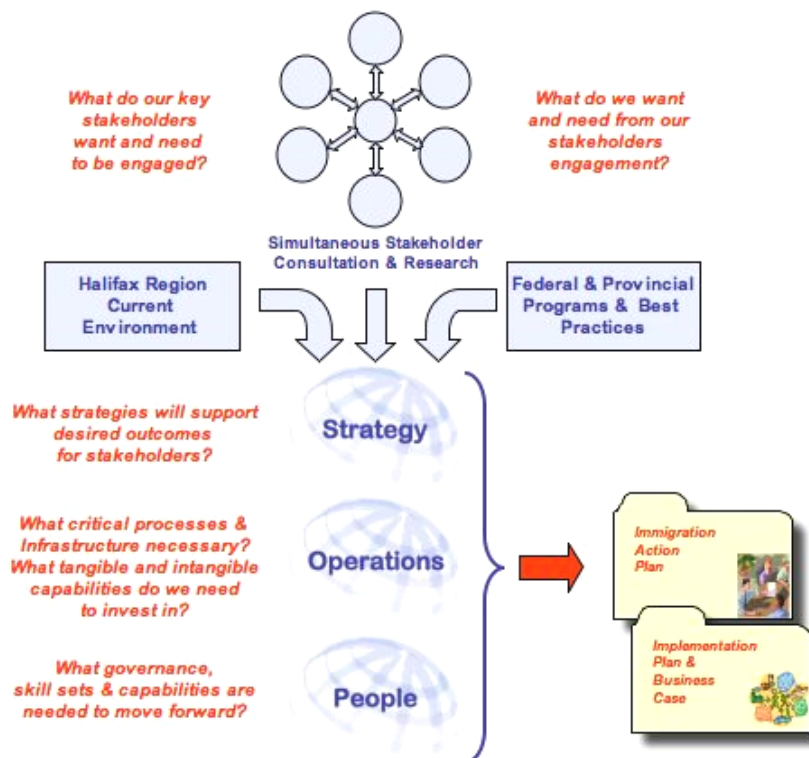 What do our key
stakeholders
want and need
to be engaged?
What do we want
and need from our
stakeholders
engagement?
Simultaneous Stakeholder
Consultation & Research
Halifax Region
Current
Environment
Federal & Provincial
Programs & Best
Practices
What strategies will support
desired outcomes
for stakeholders?
Strategy
What critical processes &
Infrastructure necessary?
What tangible and intangible
capabilities do we need
to invest in?
Operations
What governance,
skill sets & capabilities are
needed to move forward?
People
Immigration
Action
Plan
Implementation
Plan &
Business
Case